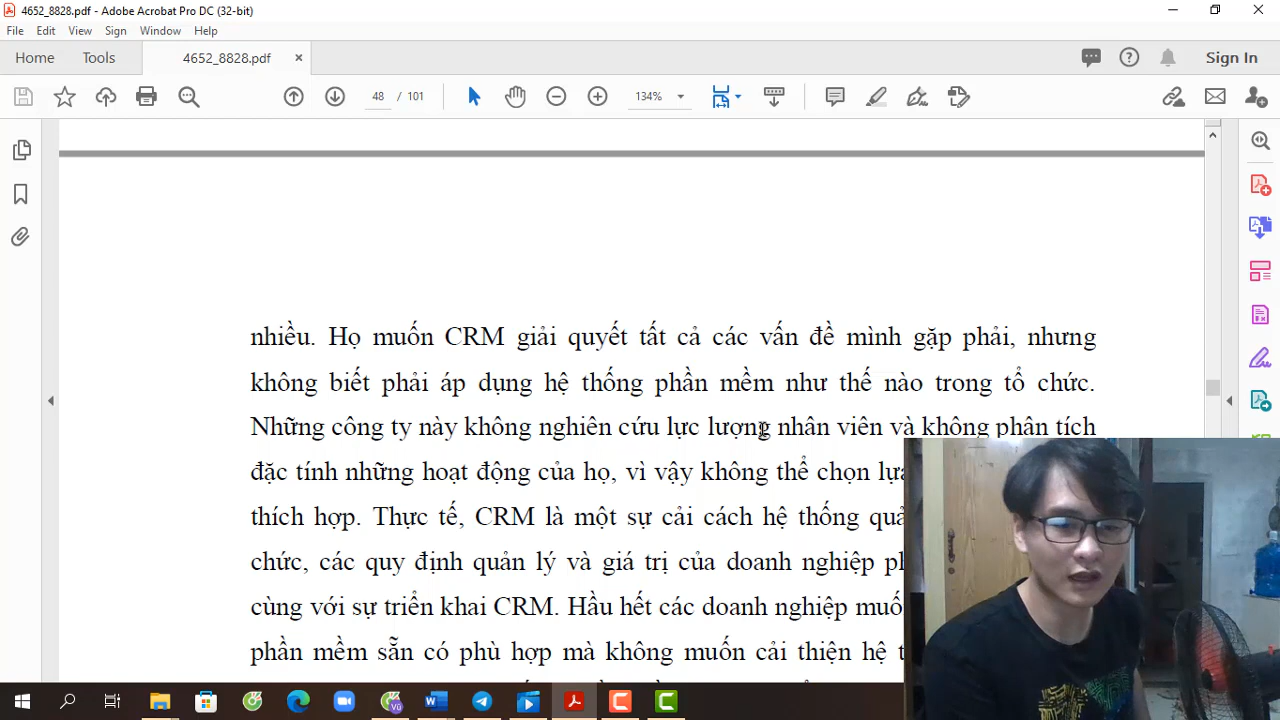 4652_8828.pdf - Adobe Acrobat Pro DC (32-bit)
File Edit View Sign Window Help
Home Tools 4652_8828.pdf Sign In
48 / 101 134%
nhiều. Họ muốn CRM giải quyết tất cả các vấn đề mình gặp phải, nhưng
không biết phải áp dụng hệ thống phần mềm như thế nào trong tổ chức.
Những công ty này không nghiên cứu lực lượng nhân viên và không phân tích
đặc tính những hoạt động của họ, vì vậy không thể chọn
thích hợp. Thực tế, CRM là một sự cải cách hệ thống
chức, các quy định quản lý và giá trị của doanh nghiệp
cùng với sự triển khai CRM. Hầu hết các doanh nghiệp
phần mềm sẵn có phù hợp mà không muốn cải thiện hệ